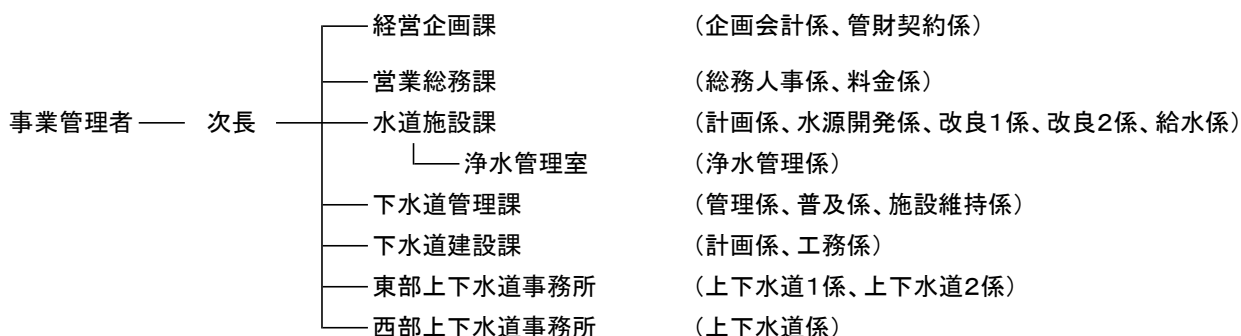 経営企画課 （企画会計係、管財契約係）
営業総務課 （総務人事係、料金係）
事業管理者 次長 水道施設課 （計画係、水源開発係、改良1係、改良2係、給水係）
浄水管理室 （浄水管理係）
下水道管理課 （管理係、普及係、施設維持係）
下水道建設課 （計画係、工務係）
東部上下水道事務所 （上下水道1係、上下水道2係）
西部上下水道事務所 （上下水道係）